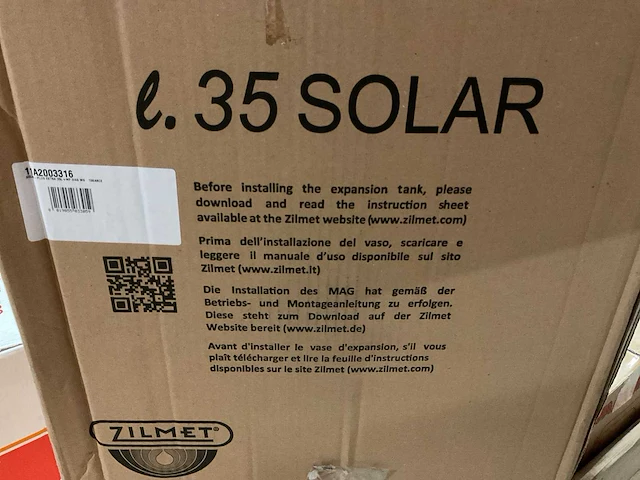 l. 35 SOLAR
11A2003316
Before installing the expansion tank, please
download and read the instruction sheet
available at the Zilmet website (www.zilmet.com)
Prima dell'installazione del vaso, scaricare e
leggere il manuale d'uso disponibile sul sito
Zilmet (www.zilmet.it)
Die Installation des MAG hat gemäß der
Betriebs- und Montageanleitung zu erfolgen.
Diese steht zum Download auf der Zilmet
Website bereit (www.zilmet.de)
Avant d'installer le vase d'expansion, s'il vous
plaît télécharger et lire la feuille d'instructions
disponibles sur le site Zilmet (www.zilmet.com)
ZILMET®